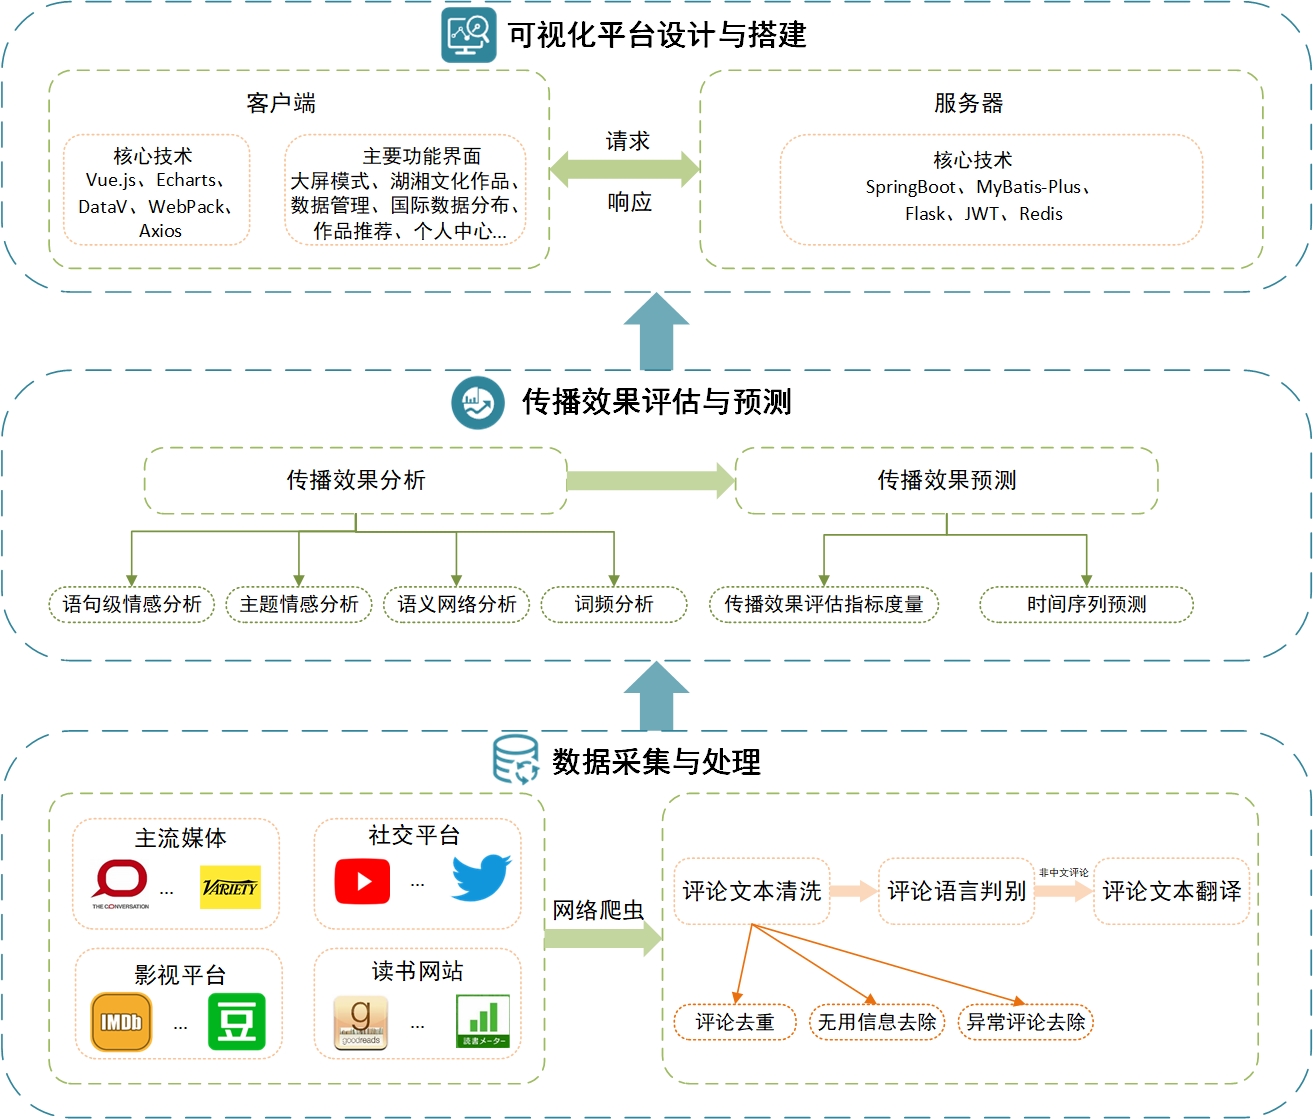 可视化平台设计与搭建
客户端
核心技术
Vue.js、Echarts、
DataV、WebPack、
Axios
主要功能界面
大屏模式、湖湘文化作品、
数据管理、国际数据分布、
作品推荐、个人中心...
请求
响应
服务器
核心技术
SpringBoot、MyBatis-Plus、
Flask、JWT、Redis
传播效果评估与预测
传播效果分析
传播效果预测
语句级情感分析
主题情感分析
语义网络分析
词频分析
传播效果评估指标度量
时间序列预测
数据采集与处理
主流媒体
THE CONVERSATION
...
VARIETY
社交平台
...
影视平台
IMDb
...
豆
读书网站
g
goodreads
...
読書メーター
网络爬虫
评论文本清洗
评论语言判别
非中文评论
评论文本翻译
评论去重
无用信息去除
异常评论去除